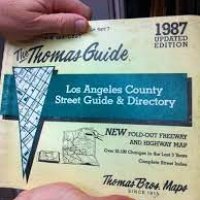 1987
UPDATED
EDITION
The Thomas Guide
Los Angeles County
Street Guide & Directory
NEW FOLD-OUT FREEWAY
AND HIGHWAY MAP
Complete Street Index
Thomas Bros. Maps
SINCE 1915